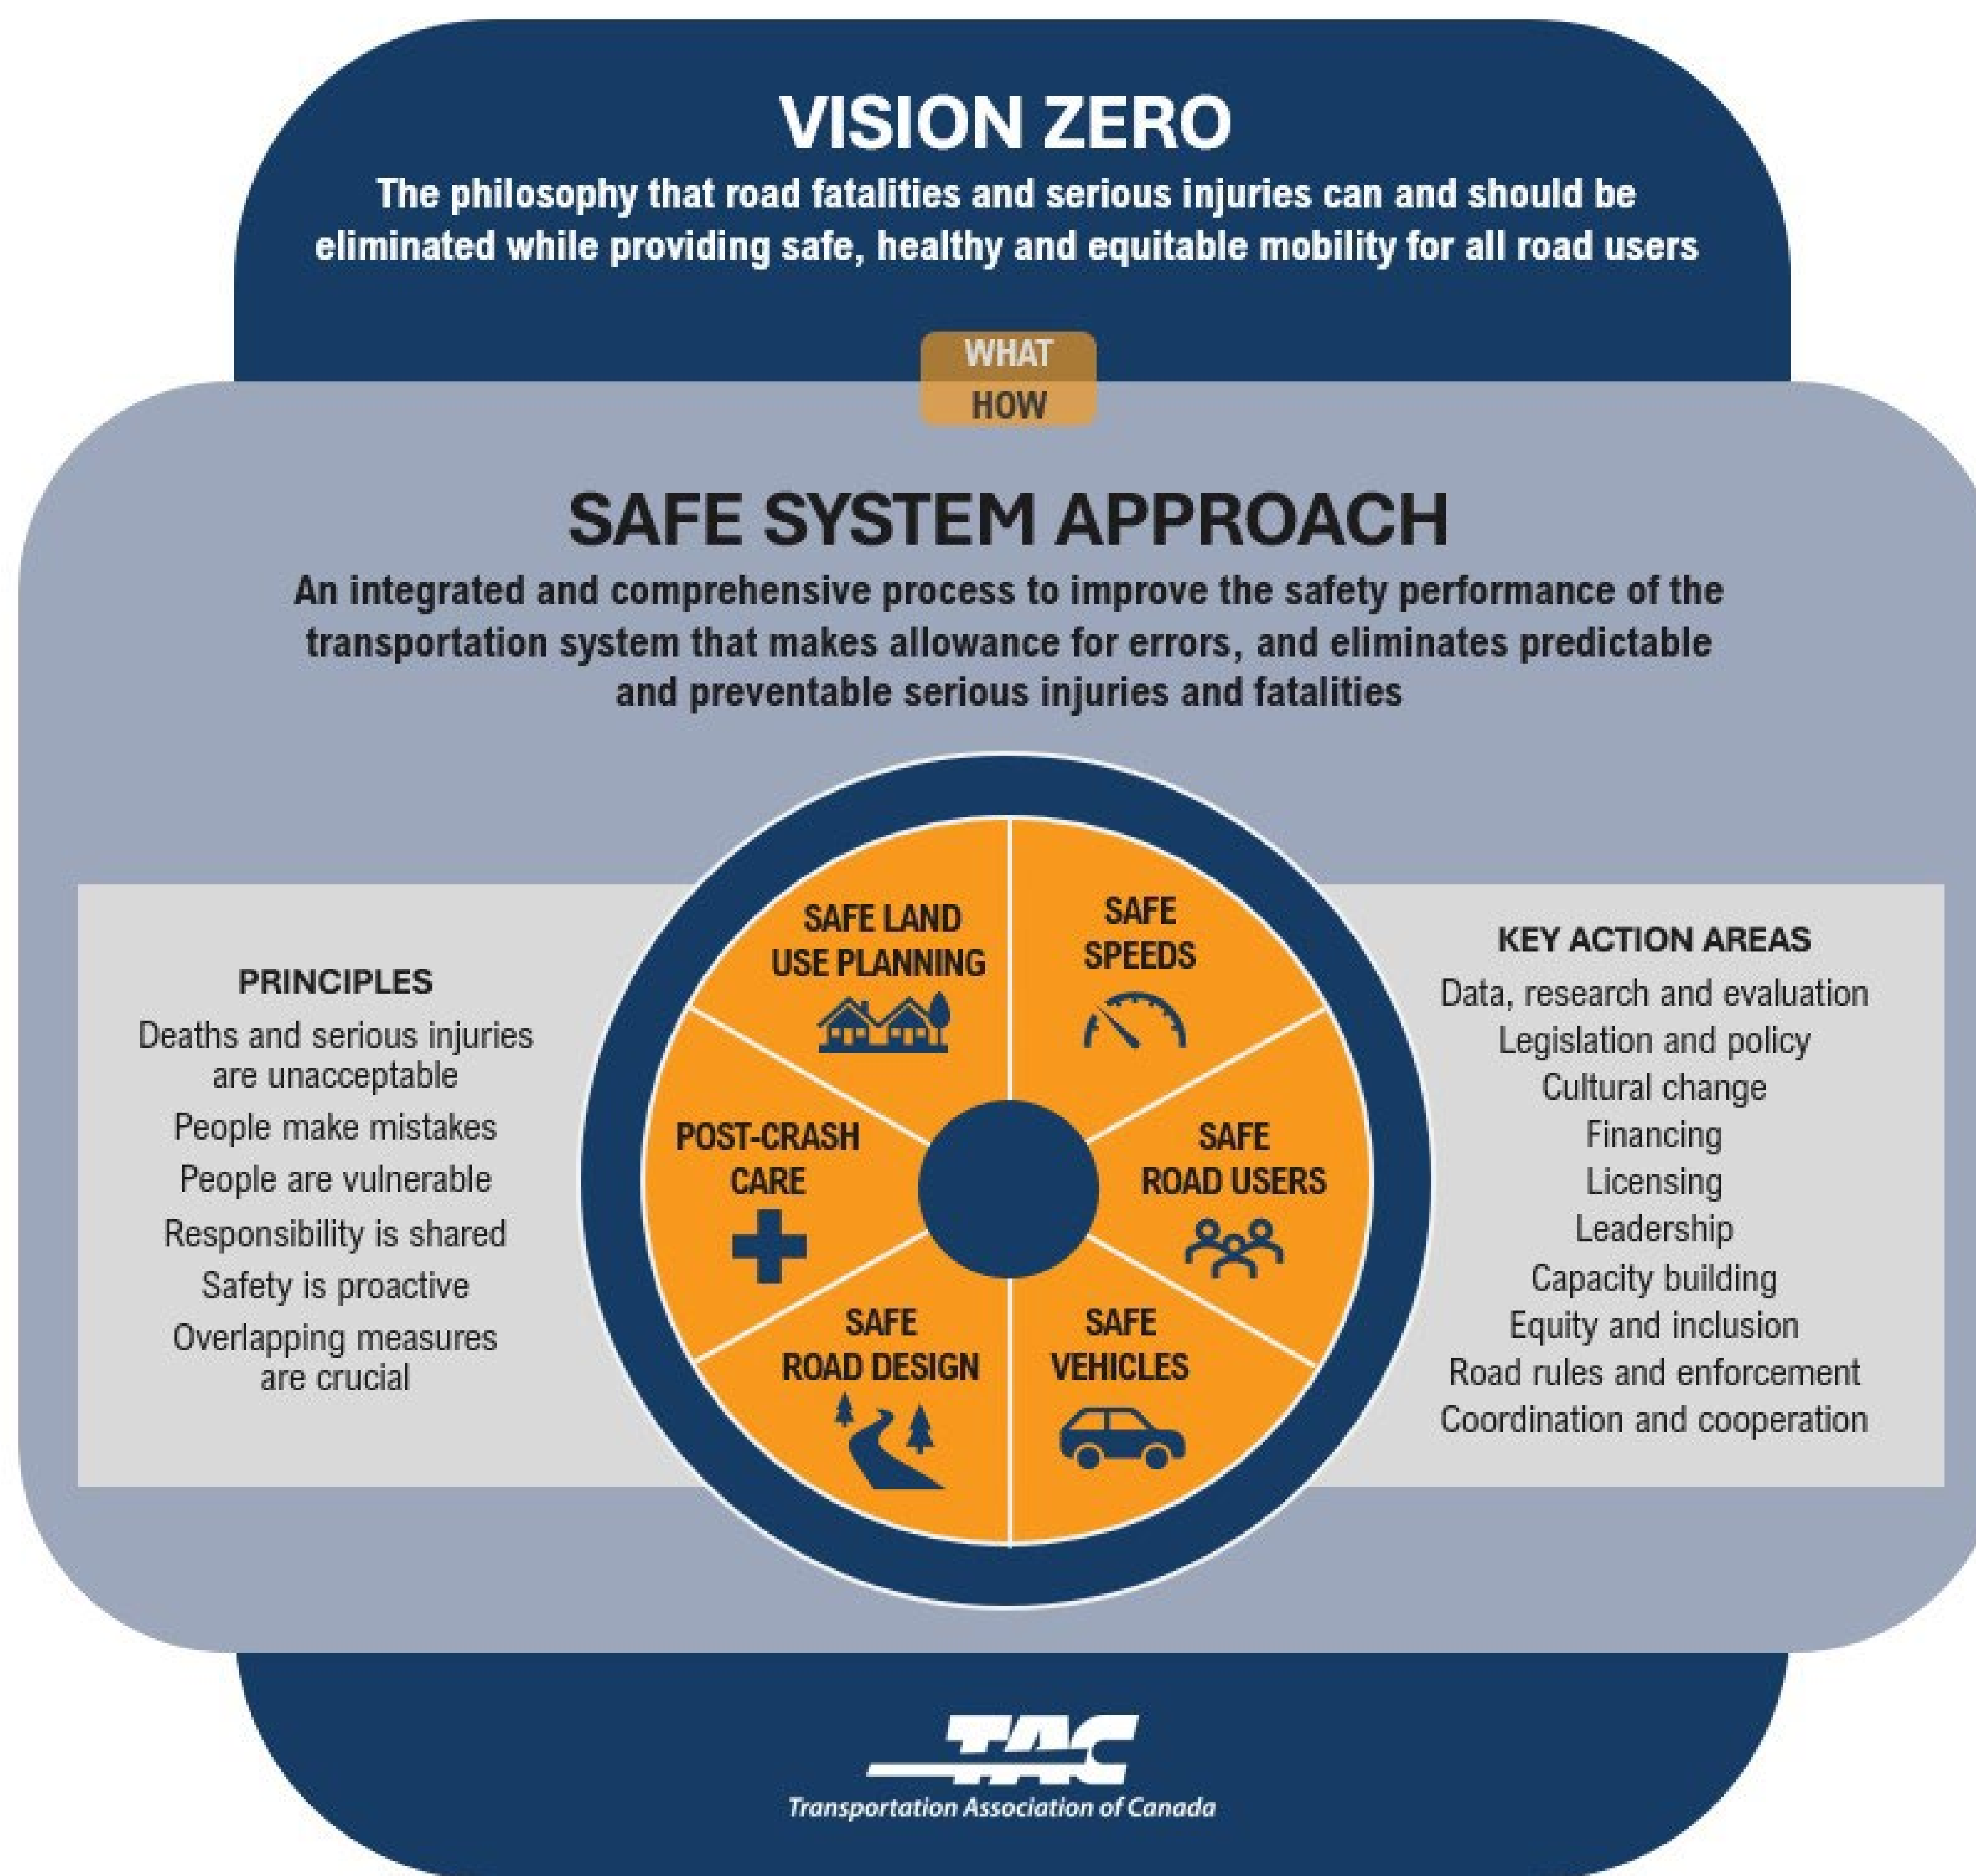 VISION ZERO
The philosophy that road fatalities and serious injuries can and should be
eliminated while providing safe, healthy and equitable mobility for all road users
WHAT
HOW
SAFE SYSTEM APPROACH
An integrated and comprehensive process to improve the safety performance of the
transportation system that makes allowance for errors, and eliminates predictable
and preventable serious injuries and fatalities
PRINCIPLES
Deaths and serious injuries
are unacceptable
People make mistakes
People are vulnerable
Responsibility is shared
Safety is proactive
Overlapping measures
are crucial
SAFE LAND
USE PLANNING
SAFE
SPEEDS
POST-CRASH
CARE
SAFE
ROAD USERS
SAFE
ROAD DESIGN
SAFE
VEHICLES
KEY ACTION AREAS
Data, research and evaluation
Legislation and policy
Cultural change
Financing
Licensing
Leadership
Capacity building
Equity and inclusion
Road rules and enforcement
Coordination and cooperation
TAC
Transportation Association of Canada